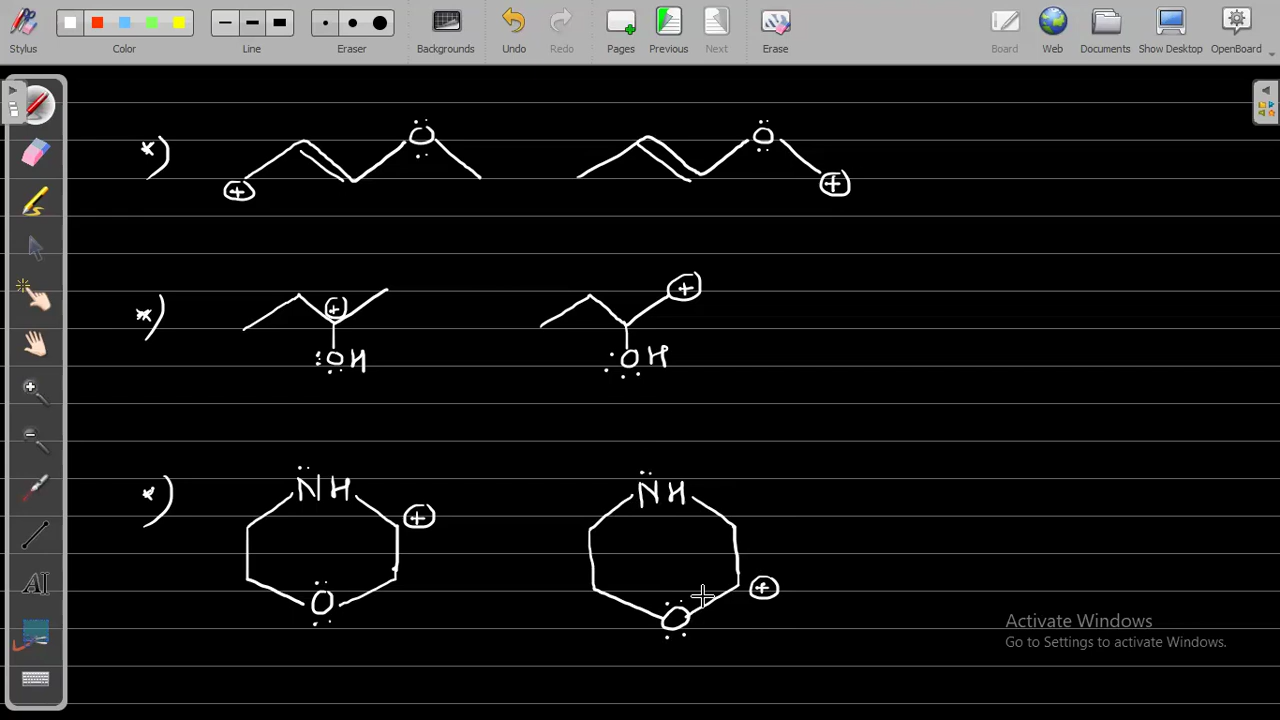 Stylus Color Line Eraser Backgrounds Undo Redo Pages Previous Next Erase Board Web Documents Show Desktop OpenBoard
*) ⊕ O O ⊕
*) ⊕ ⊕
OH OH
*) NH ⊕ NH
O O ⊕
AI
Activate Windows
Go to Settings to activate Windows.